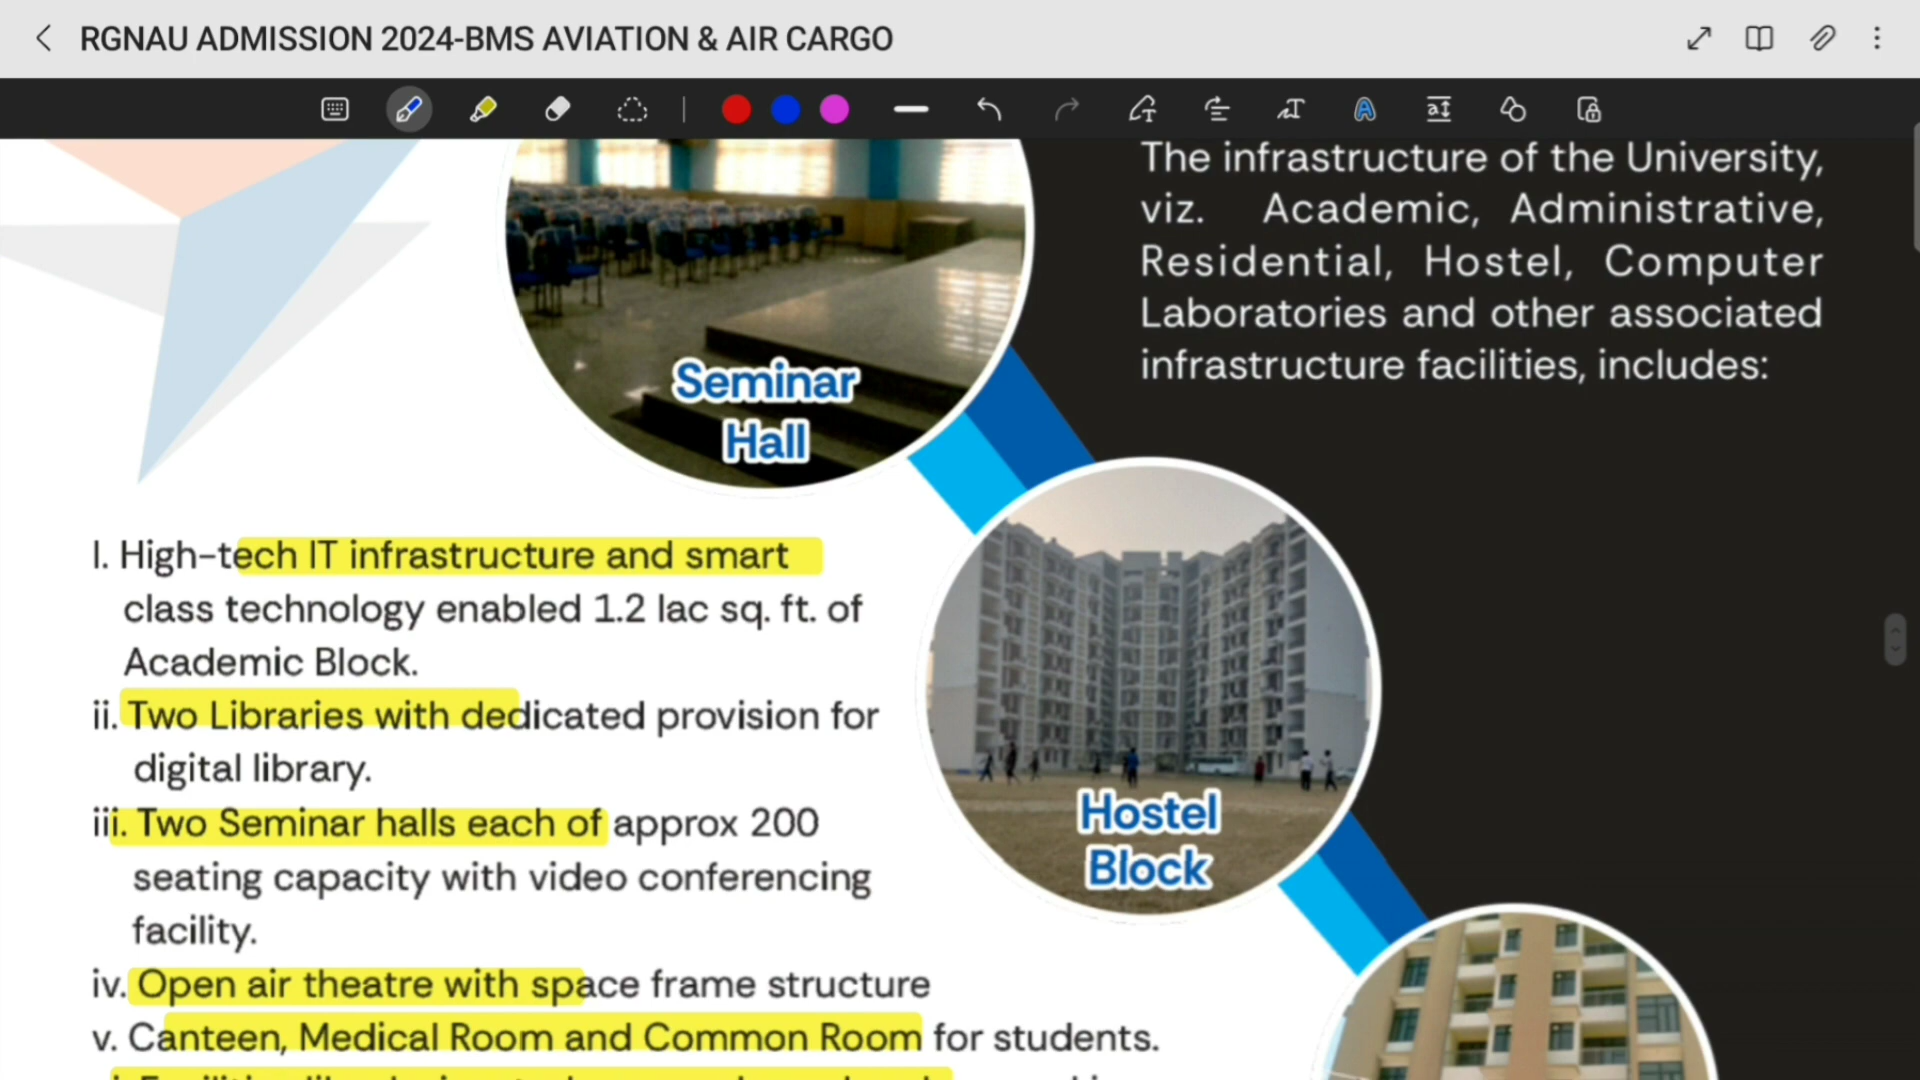 RGNAU ADMISSION 2024-BMS AVIATION & AIR CARGO
The infrastructure of the University,
viz. Academic, Administrative,
Residential, Hostel, Computer
Laboratories and other associated
infrastructure facilities, includes:
Seminar
Hall
I. High-tech IT infrastructure and smart
class technology enabled 1.2 lac sq. ft. of
Academic Block.
ii. Two Libraries with dedicated provision for
digital library.
iii. Two Seminar halls each of approx 200
seating capacity with video conferencing
facility.
iv. Open air theatre with space frame structure
v. Canteen, Medical Room and Common Room for students.
Hostel
Block